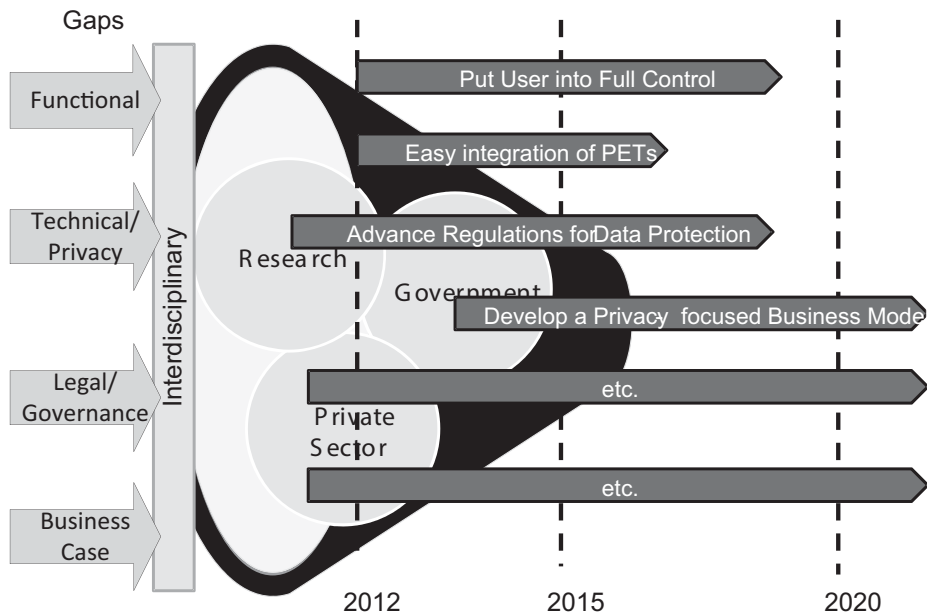 Gaps
Functional
Technical/
Privacy
Legal/
Governance
Business
Case
Interdisciplinary
Research
Government
Private
Sector
Put User into Full Control
Easy integration of PETs
Advance Regulations forData Protection
Develop a Privacy- focused Business Mode
etc.
etc.
2012
2015
2020